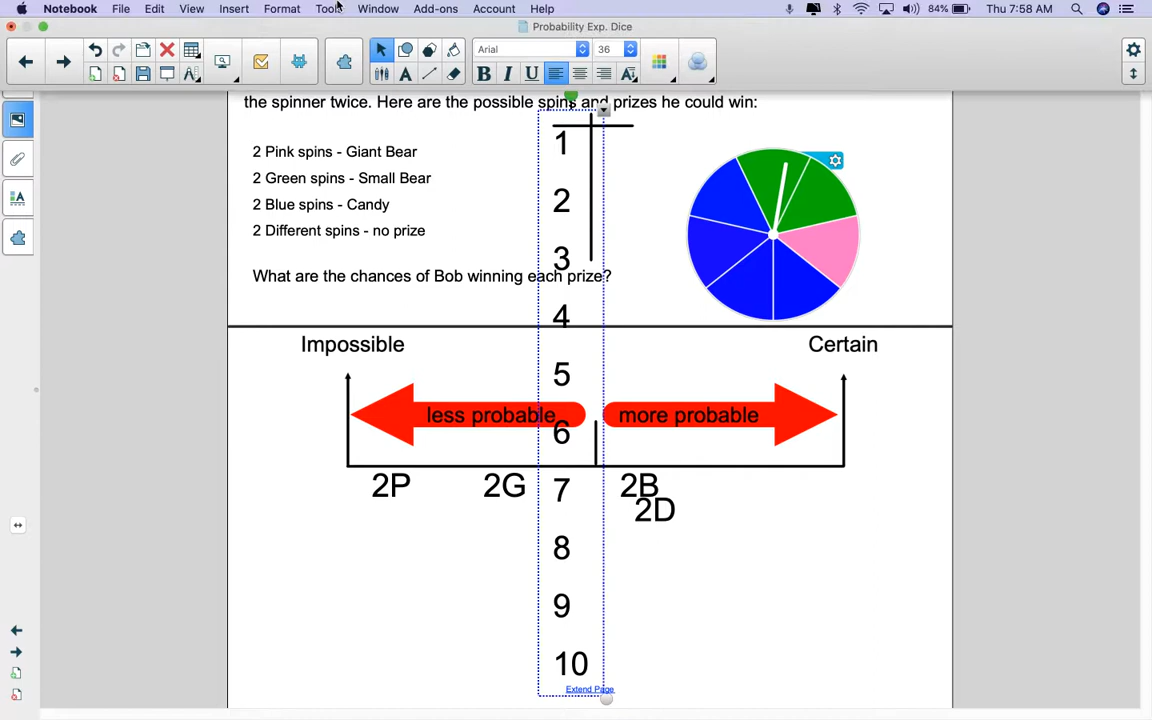 Notebook File Edit View Insert Format Tools Window Add-ons Account Help 84% Thu 7:58 AM
Probability Exp. Dice
Arial 36
B I U A
the spinner twice. Here are the possible spins and prizes he could win:
2 Pink spins - Giant Bear
2 Green spins - Small Bear
2 Blue spins - Candy
2 Different spins - no prize
What are the chances of Bob winning each prize?
1
2
3
4
5
6
7
8
9
10
Impossible Certain
less probable more probable
2P 2G 2B
2D
Extend Page